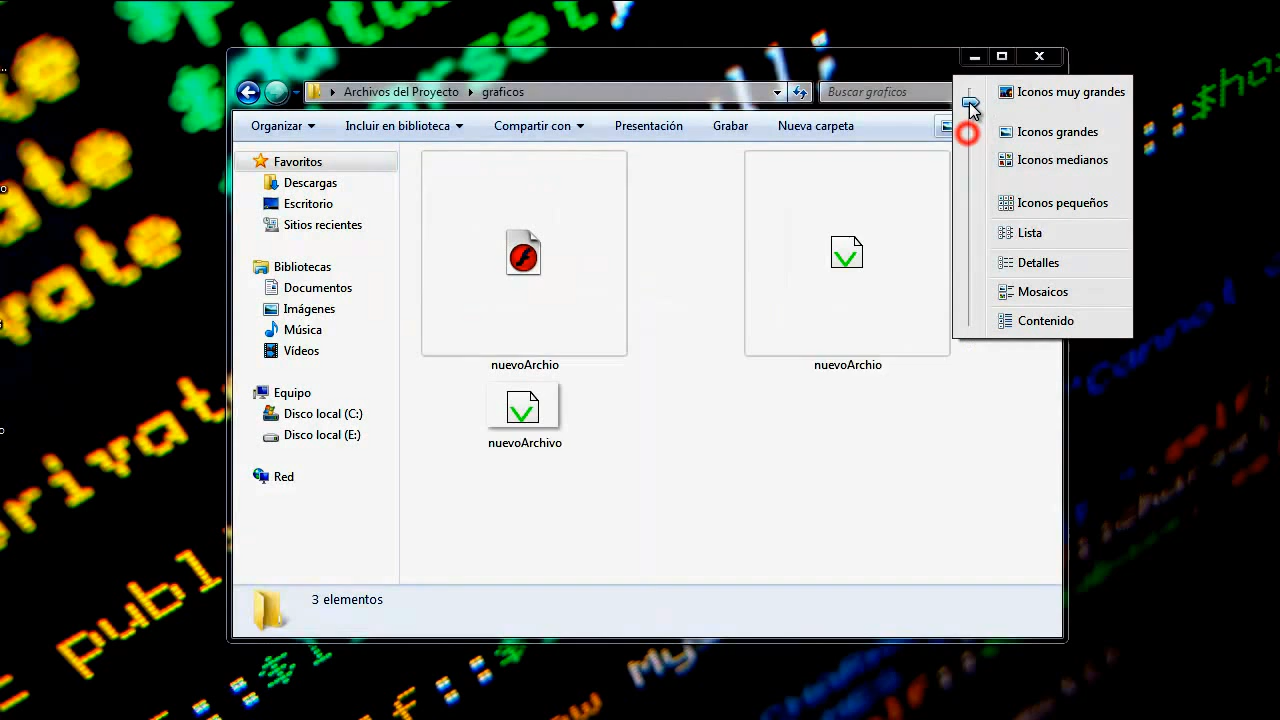 Archivos del Proyecto
graficos
Buscar graficos
Organizar
Incluir en biblioteca
Compartir con
Presentación
Grabar
Nueva carpeta
Favoritos
Descargas
Escritorio
Sitios recientes
Bibliotecas
Documentos
Imágenes
Música
Vídeos
Equipo
Disco local (C:)
Disco local (E:)
Red
nuevoArchio
nuevoArchio
nuevoArchivo
Iconos muy grandes
Iconos grandes
Iconos medianos
Iconos pequeños
Lista
Detalles
Mosaicos
Contenido
3 elementos